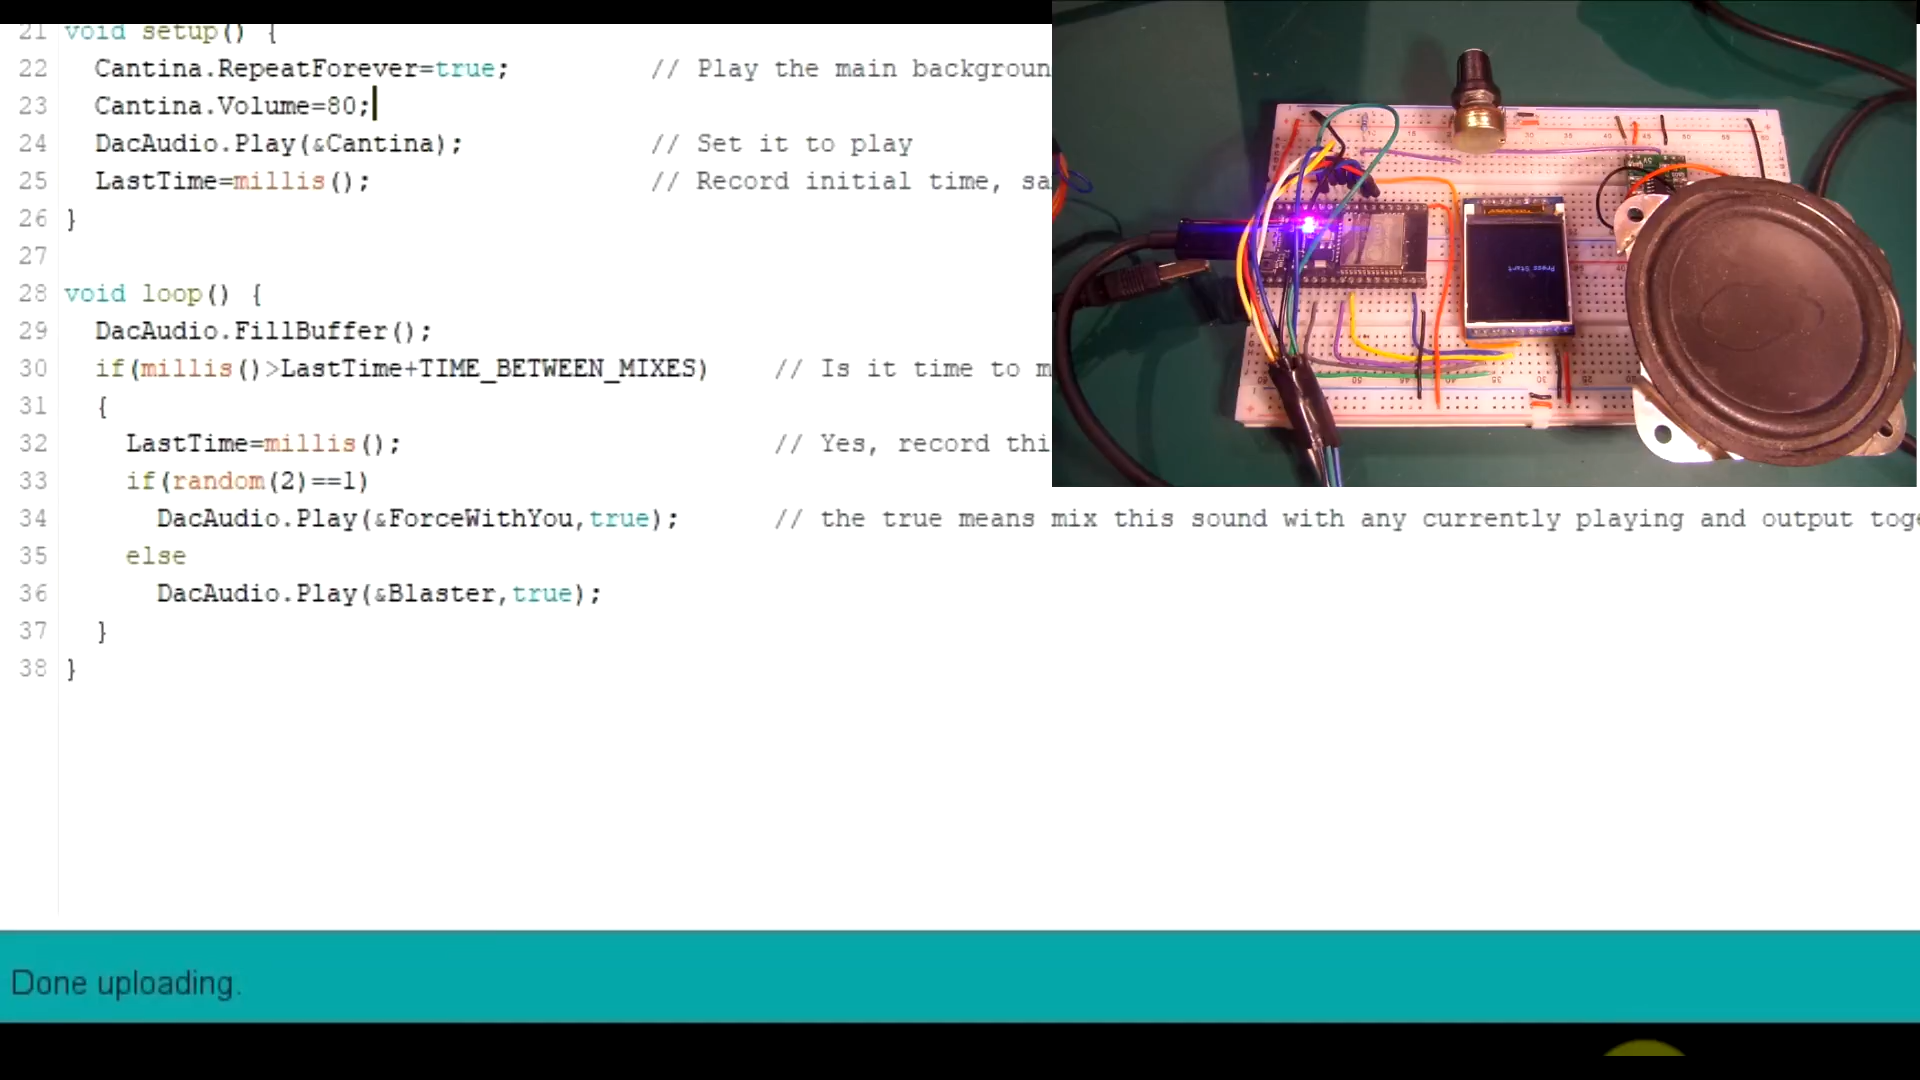 21 void setup() {
22 Cantina.RepeatForever=true; // Play the main backgroun
23 Cantina.Volume=80;
24 DacAudio.Play(&Cantina); // Set it to play
25 LastTime=millis(); // Record initial time, sa
26 }
27
28 void loop() {
29 DacAudio.FillBuffer();
30 if(millis()>LastTime+TIME_BETWEEN_MIXES) // Is it time to m
31 {
32 LastTime=millis(); // Yes, record thi
33 if(random(2)==1)
34 DacAudio.Play(&ForceWithYou,true); // the true means mix this sound with any currently playing and output toge
35 else
36 DacAudio.Play(&Blaster,true);
37 }
38 }
Press Start
Done uploading.